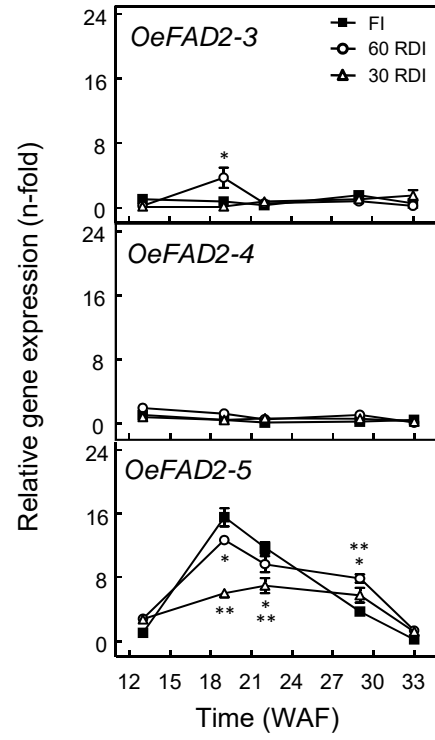 Relative gene expression (n-fold)
OeFAD2-3
FI
60 RDI
30 RDI
24
16
8
0
*
OeFAD2-4
24
16
8
0
OeFAD2-5
24
16
8
0
*
**
*
**
**
*
12 15 18 21 24 27 30 33
Time (WAF)